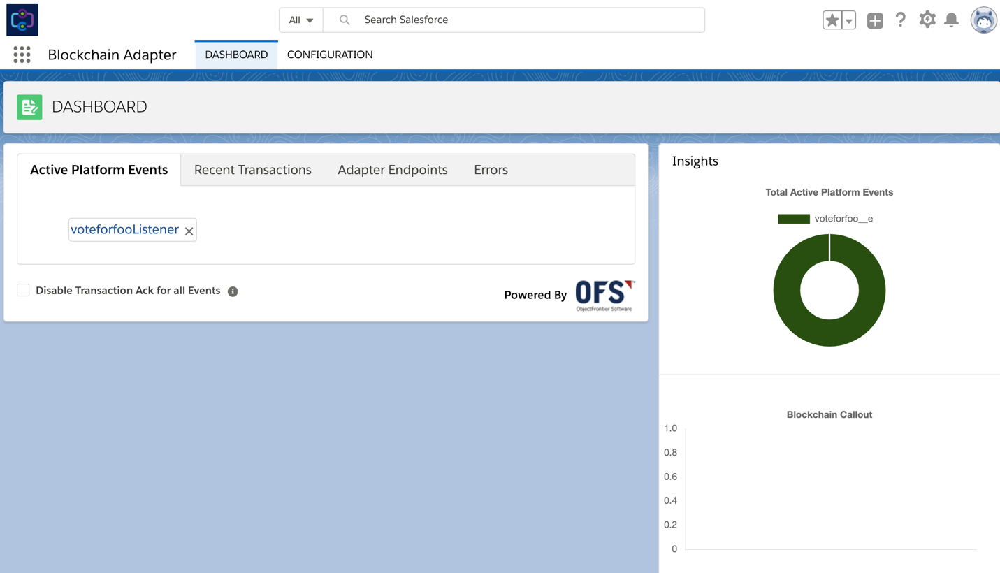 All
Search Salesforce
Blockchain Adapter
DASHBOARD
CONFIGURATION
DASHBOARD
Active Platform Events
Recent Transactions
Adapter Endpoints
Errors
voteforfooListener
Disable Transaction Ack for all Events
Powered By
OFS™
ObjectFrontier Software
Insights
Total Active Platform Events
voteforfoo__e
Blockchain Callout
1.0
0.8
0.6
0.4
0.2
0